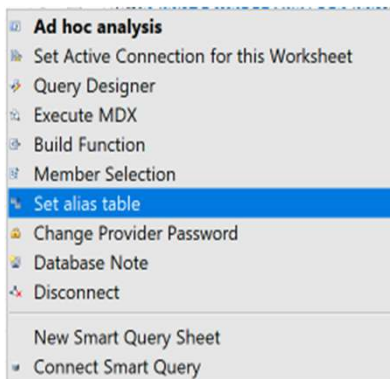 Ad hoc analysis
Set Active Connection for this Worksheet
Query Designer
Execute MDX
Build Function
Member Selection
Set alias table
Change Provider Password
Database Note
Disconnect
New Smart Query Sheet
Connect Smart Query